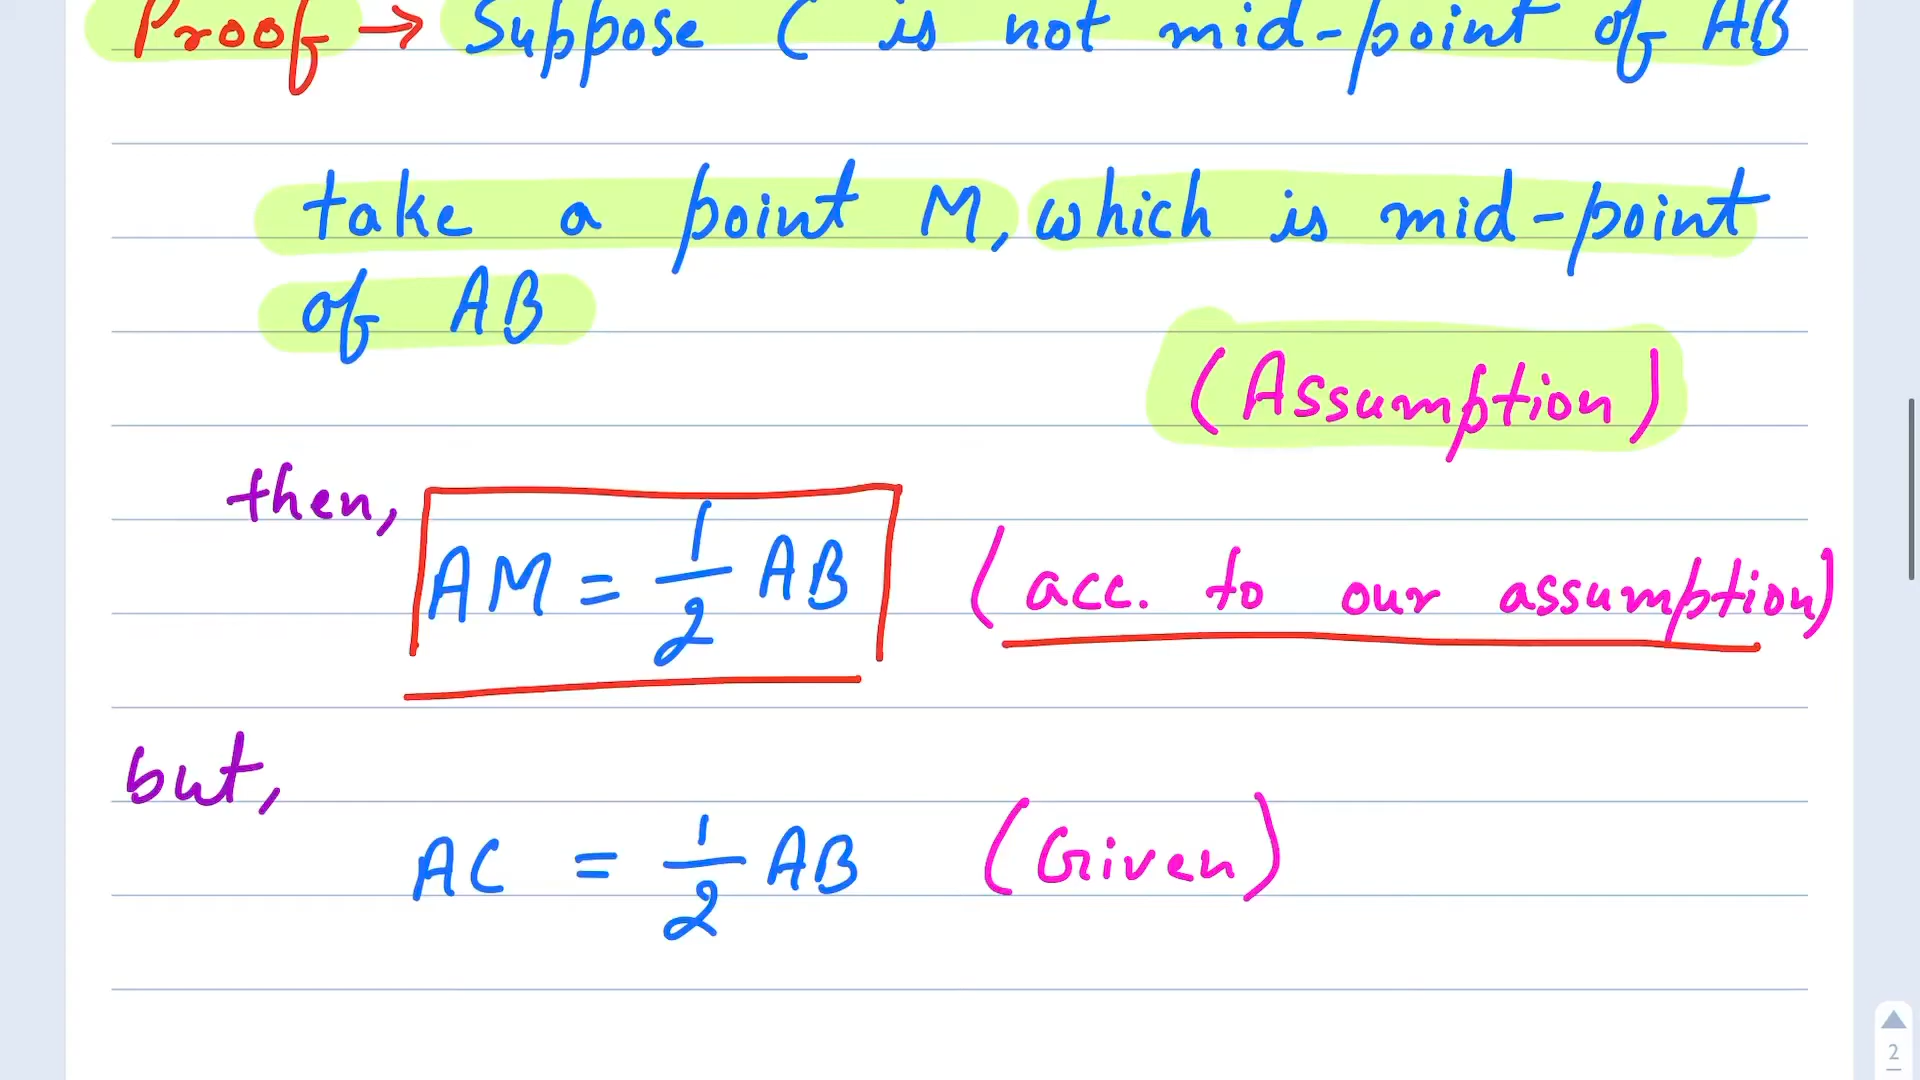 Proof → Suppose C is not mid-point of AB
take a point M, which is mid-point
of AB
(Assumption)
then, AM = 1/2 AB (acc. to our assumption)
but,
AC = 1/2 AB (Given)
2